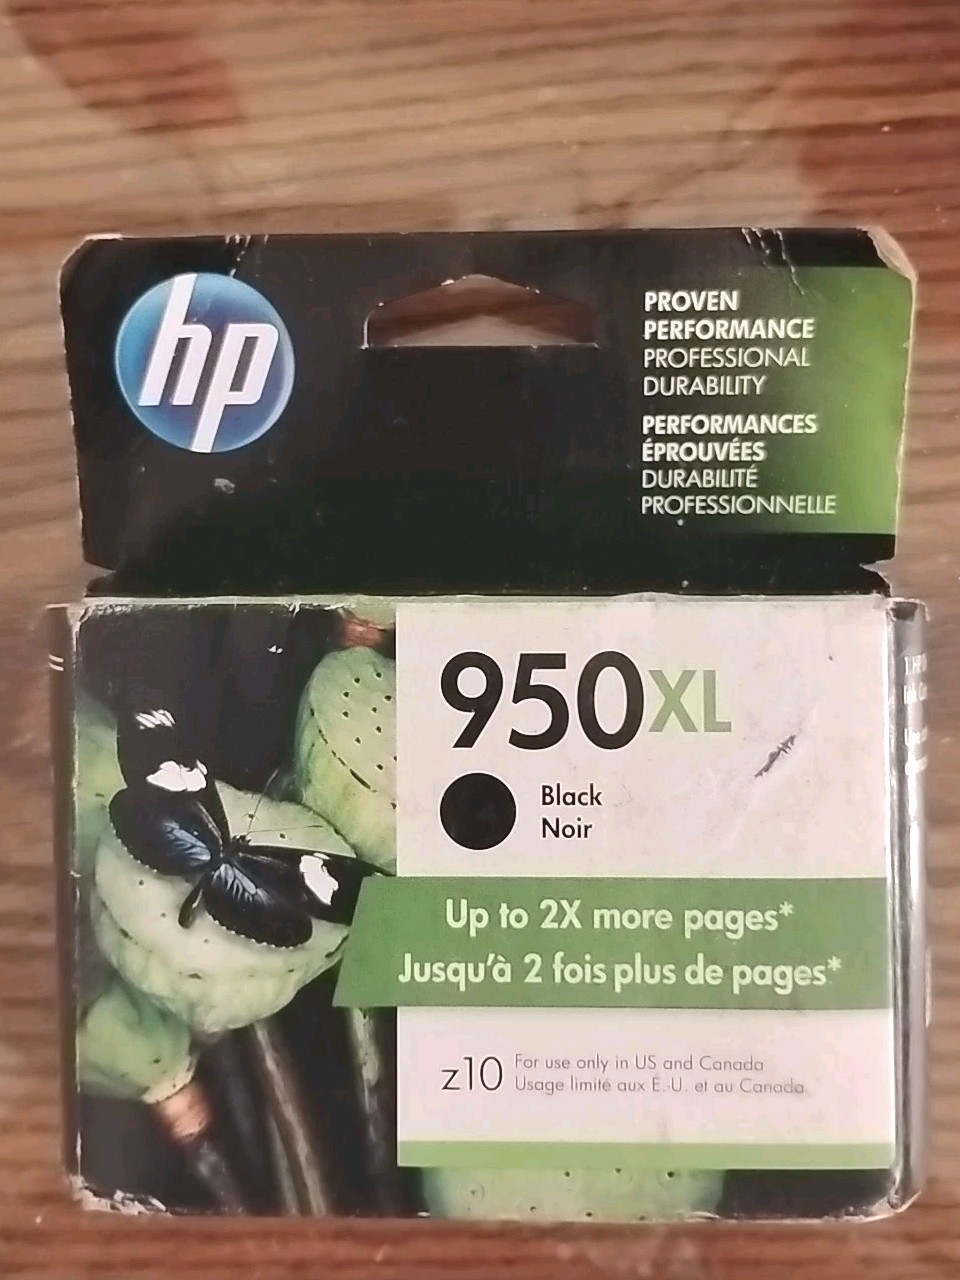 hp
PROVEN
PERFORMANCE
PROFESSIONAL
DURABILITY
PERFORMANCES
ÉPROUVÉES
DURABILITÉ
PROFESSIONNELLE
950XL
Black
Noir
Up to 2X more pages*
Jusqu'à 2 fois plus de pages*
z10
For use only in US and Canada
Usage limité aux É.-U. et au Canada.